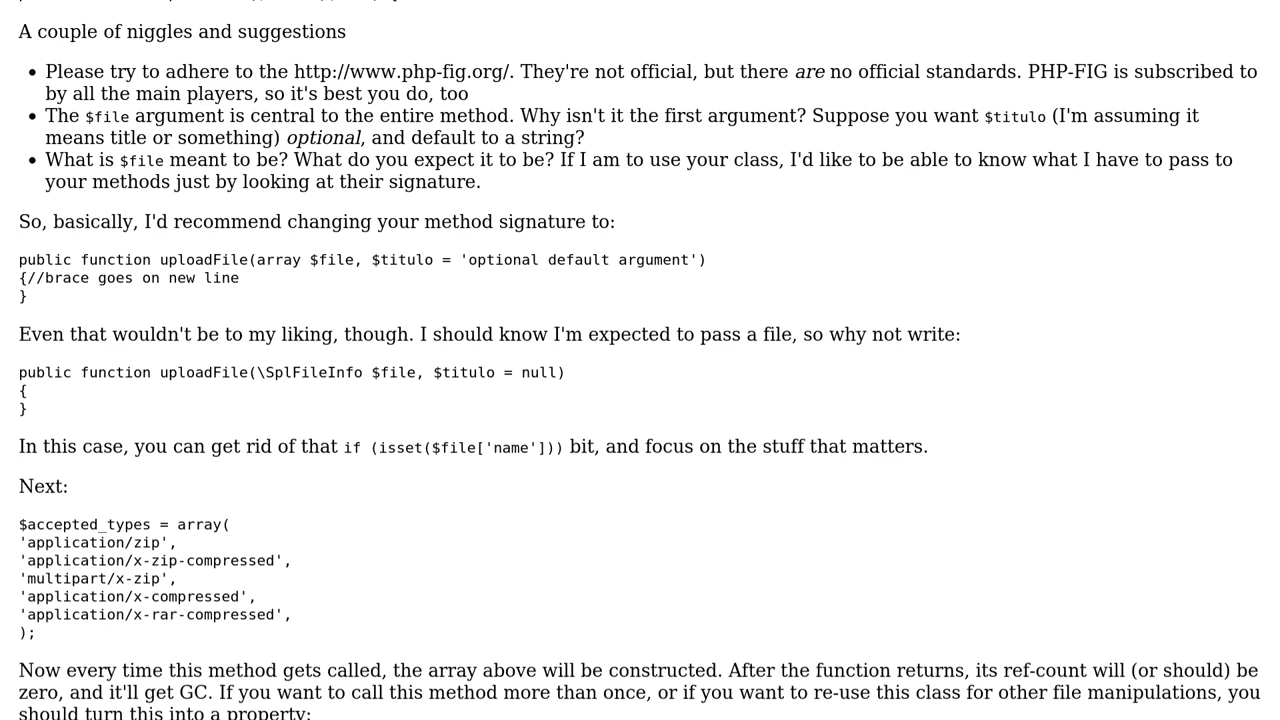 A couple of niggles and suggestions
• Please try to adhere to the http://www.php-fig.org/. They're not official, but there are no official standards. PHP-FIG is subscribed to
by all the main players, so it's best you do, too
• The $file argument is central to the entire method. Why isn't it the first argument? Suppose you want $titulo (I'm assuming it
means title or something) optional, and default to a string?
• What is $file meant to be? What do you expect it to be? If I am to use your class, I'd like to be able to know what I have to pass to
your methods just by looking at their signature.
So, basically, I'd recommend changing your method signature to:
public function uploadFile(array $file, $titulo = 'optional default argument')
{//brace goes on new line
}
Even that wouldn't be to my liking, though. I should know I'm expected to pass a file, so why not write:
public function uploadFile(\SplFileInfo $file, $titulo = null)
{
}
In this case, you can get rid of that if (isset($file['name'])) bit, and focus on the stuff that matters.
Next:
$accepted_types = array(
'application/zip',
'application/x-zip-compressed',
'multipart/x-zip',
'application/x-compressed',
'application/x-rar-compressed',
);
Now every time this method gets called, the array above will be constructed. After the function returns, its ref-count will (or should) be
zero, and it'll get GC. If you want to call this method more than once, or if you want to re-use this class for other file manipulations, you
should turn this into a property: